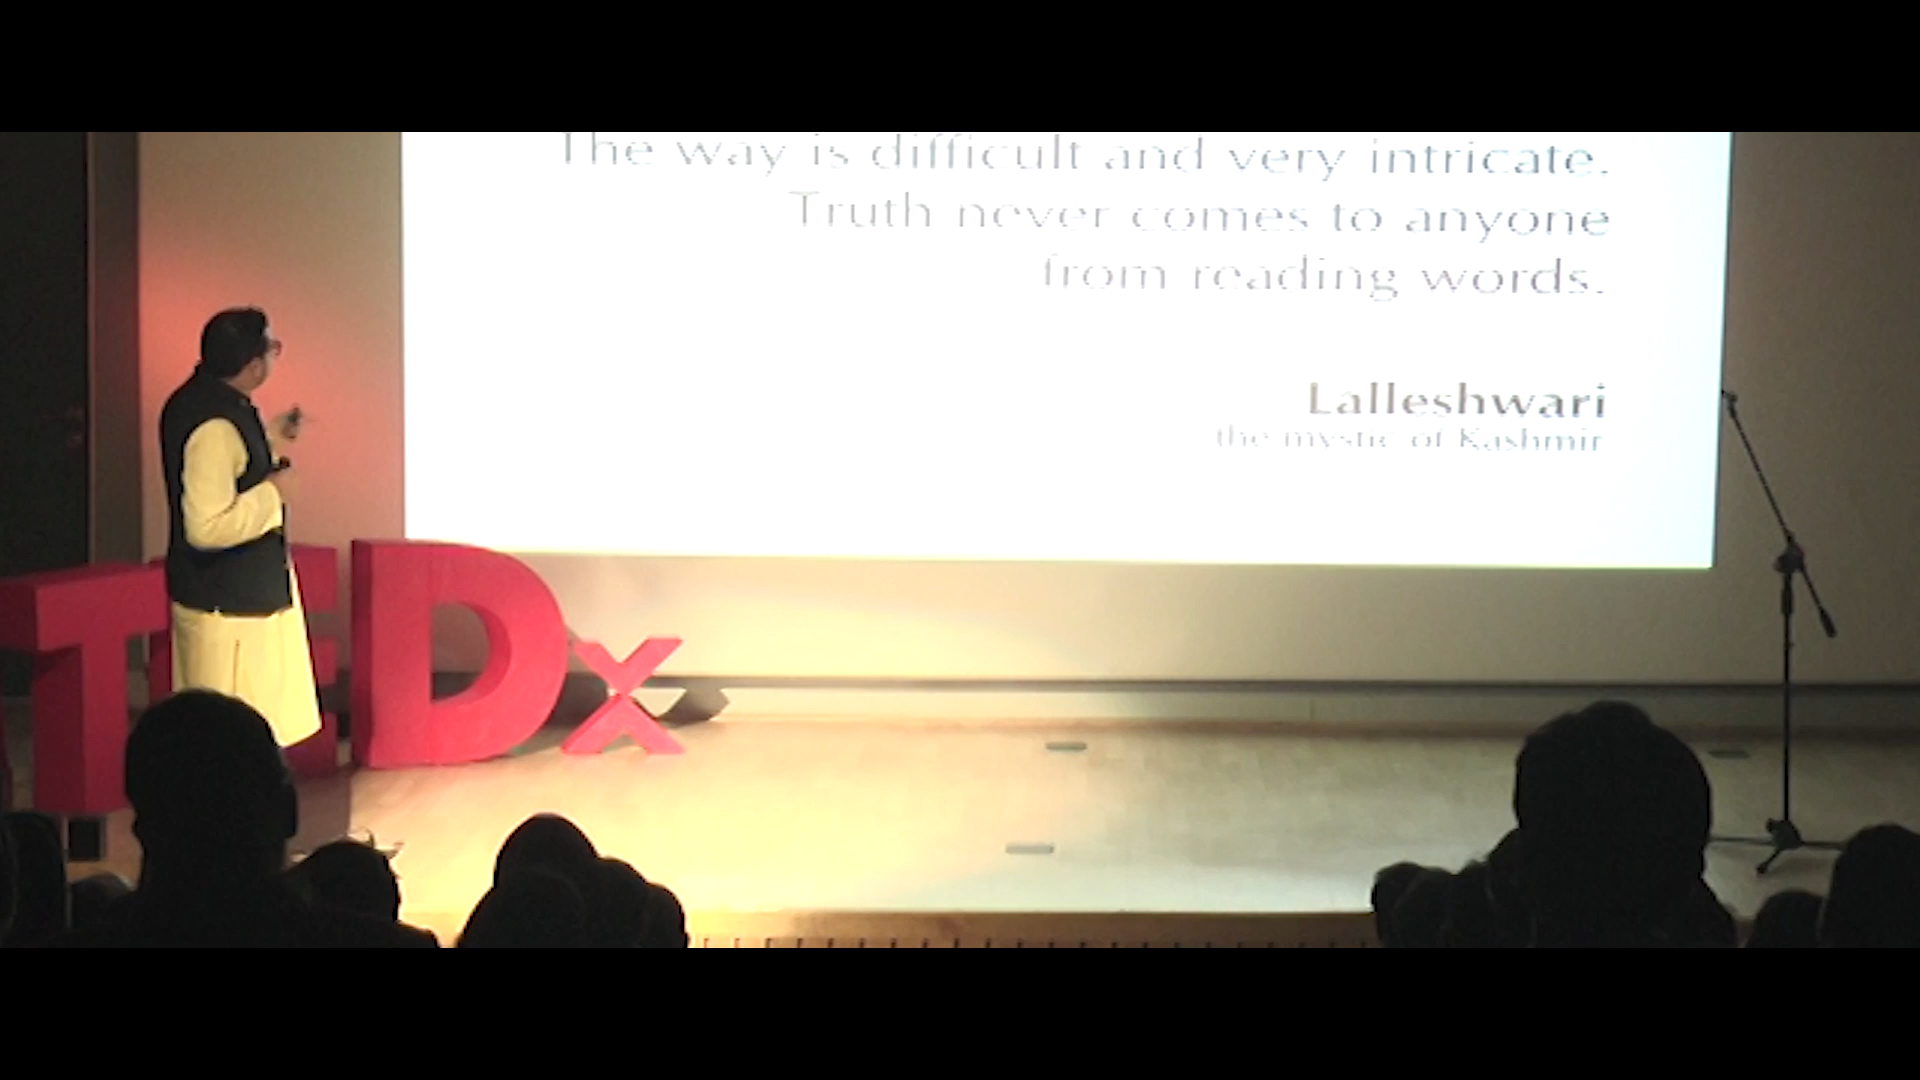 The way is difficult and very intricate.
Truth never comes to anyone
from reading words.
Lalleshwari
the mystic of Kashmir
TEDx